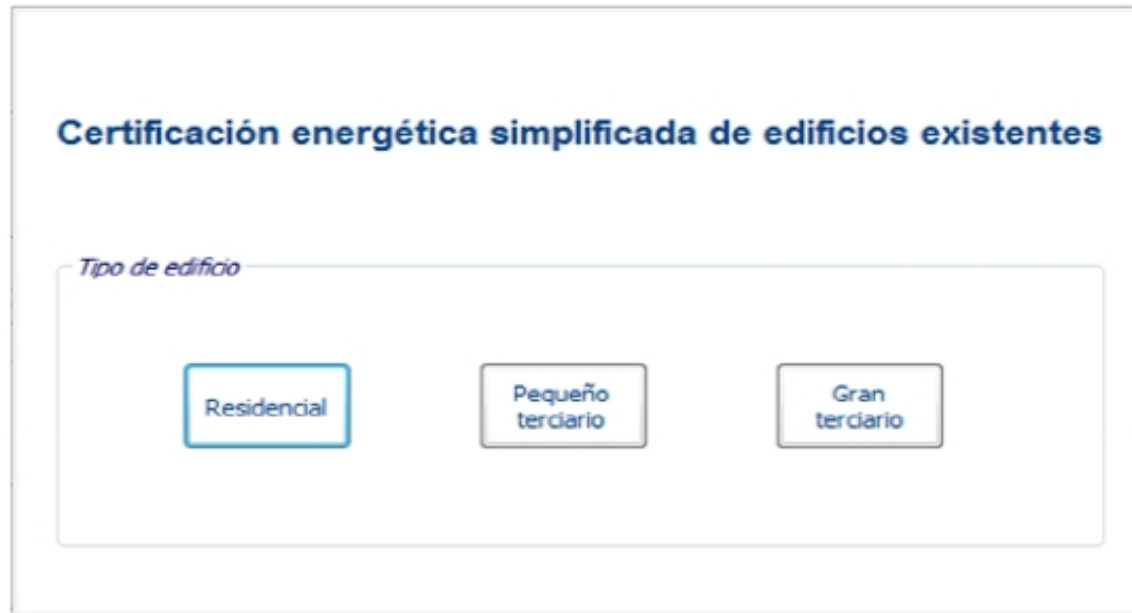 Certificación energética simplificada de edificios existentes
Tipo de edificio
Residencial
Pequeño
terciario
Gran
terciario